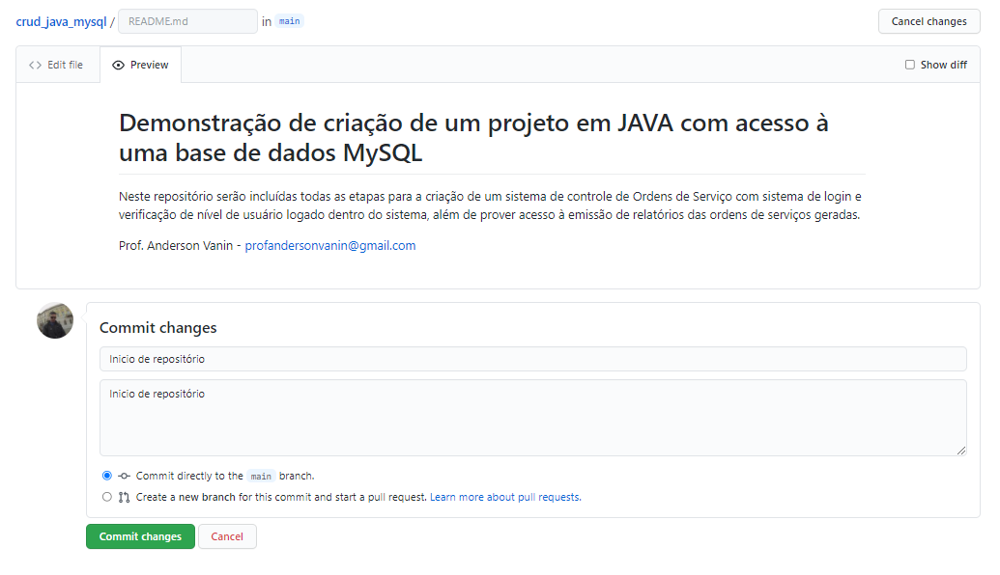 crud_java_mysql / README.md in main Cancel changes
Edit file Preview Show diff
Demonstração de criação de um projeto em JAVA com acesso à
uma base de dados MySQL
Neste repositório serão incluídas todas as etapas para a criação de um sistema de controle de Ordens de Serviço com sistema de login e
verificação de nível de usuário logado dentro do sistema, além de prover acesso à emissão de relatórios das ordens de serviços geradas.
Prof. Anderson Vanin - profandersonvanin@gmail.com
Commit changes
Inicio de repositório
Inicio de repositório
Commit directly to the main branch.
Create a new branch for this commit and start a pull request. Learn more about pull requests.
Commit changes Cancel